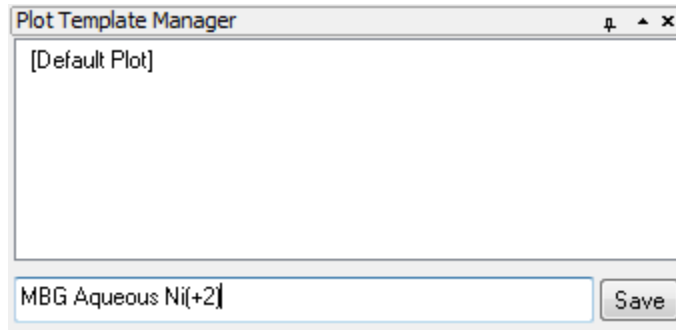 Plot Template Manager
[Default Plot]
MBG Aqueous Ni(+2)
Save